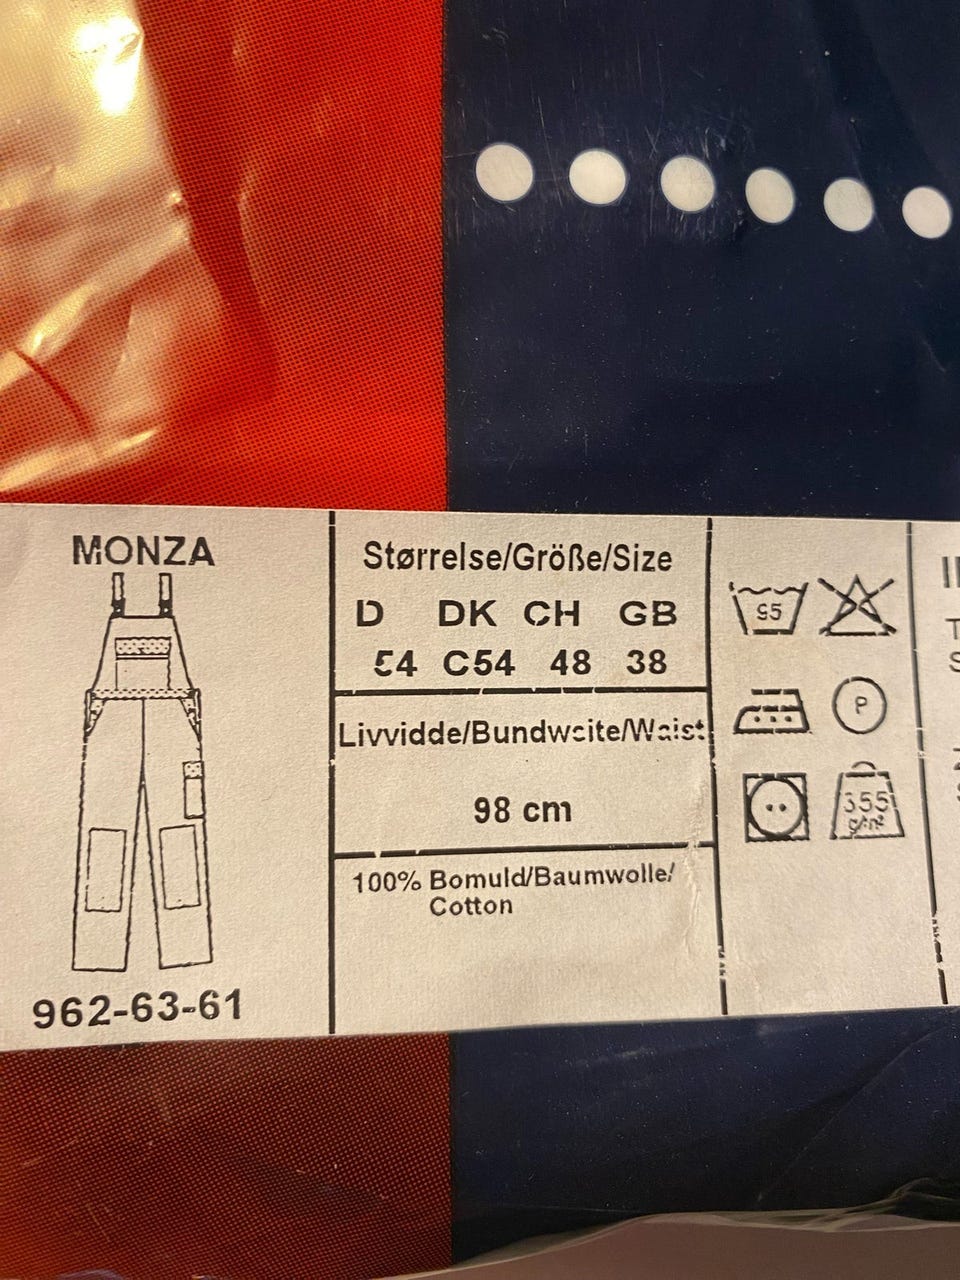 MONZA
962-63-61
Størrelse/Größe/Size
D DK CH GB
54 C54 48 38
Livvidde/Bundweite/Waist
98 cm
100% Bomuld/Baumwolle/
Cotton
95
P
355
g/m²